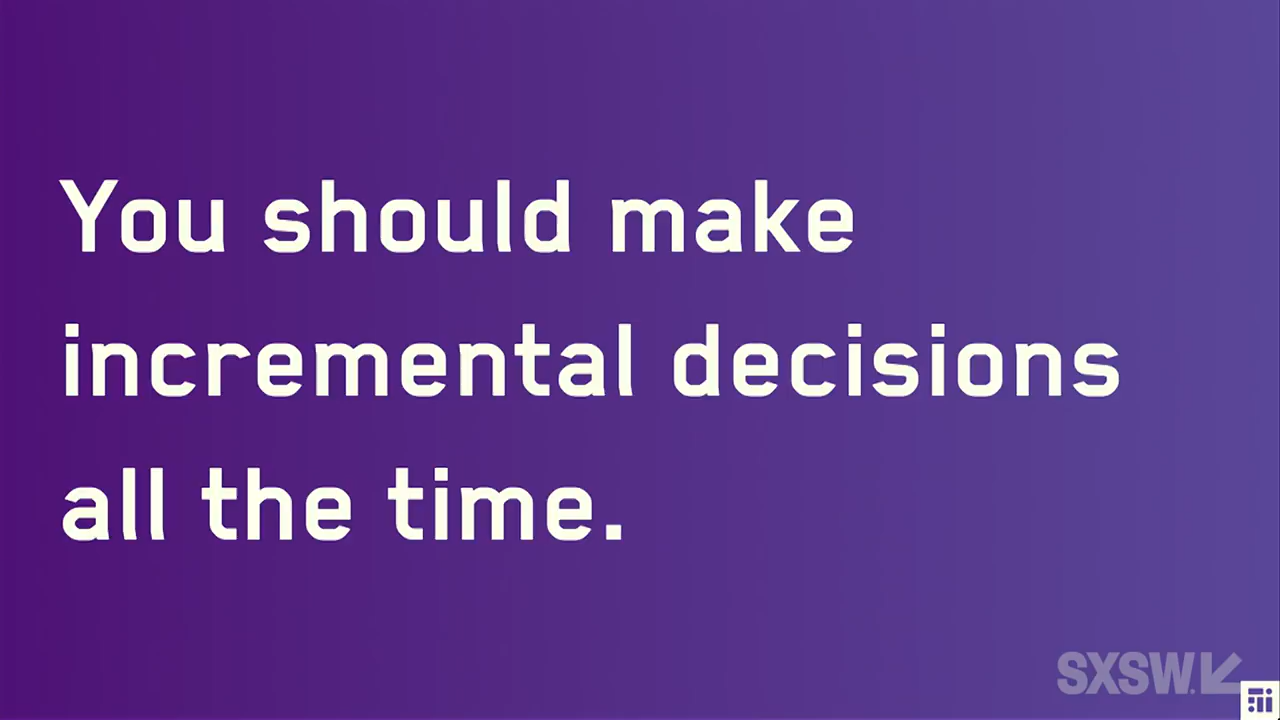 You should make
incremental decisions
all the time.
SXSW.